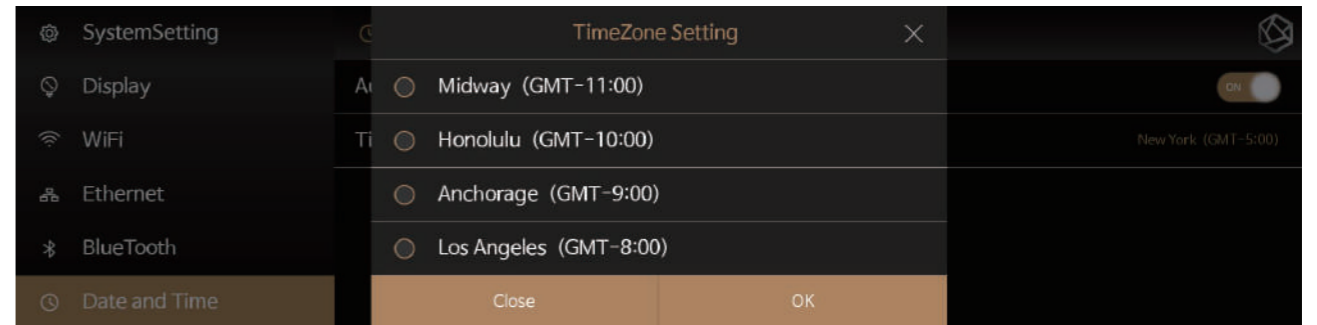 SystemSetting
TimeZone Setting
Display
Midway (GMT-11:00)
ON
WiFi
Honolulu (GMT-10:00)
New York (GMT-5:00)
Ethernet
Anchorage (GMT-9:00)
BlueTooth
Los Angeles (GMT-8:00)
Date and Time
Close
OK